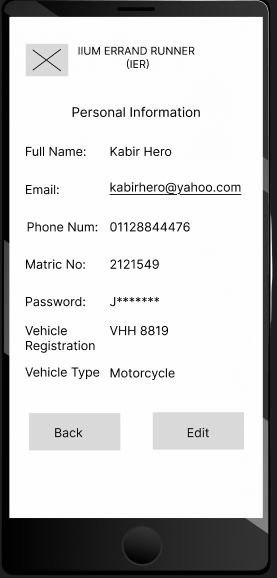 IIUM ERRAND RUNNER
(IER)
Personal Information
Full Name: Kabir Hero
Email: kabirhero@yahoo.com
Phone Num: 01128844476
Matric No: 2121549
Password: J*******
Vehicle Registration VHH 8819
Vehicle Type Motorcycle
Back Edit